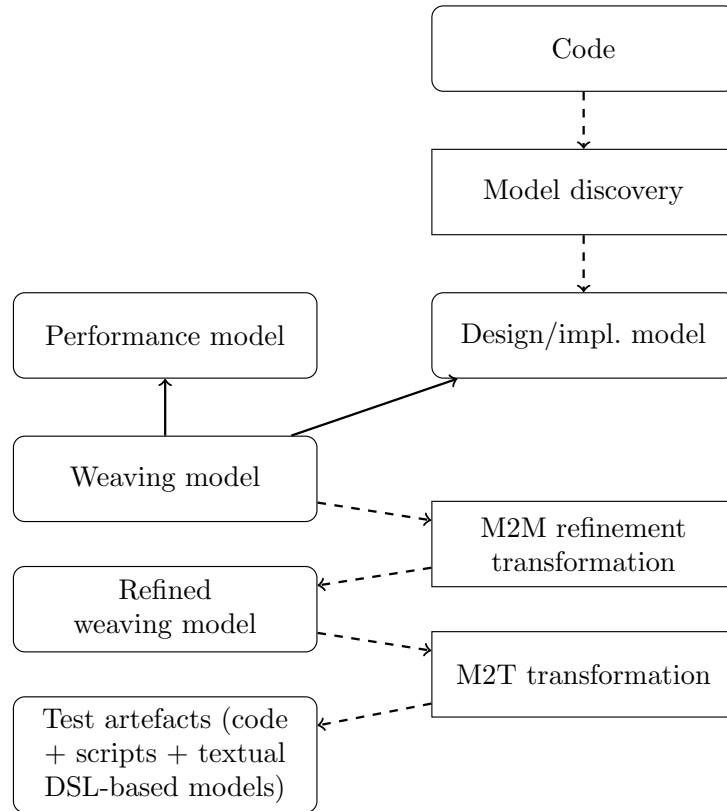 Code
Model discovery
Performance model
Design/impl. model
Weaving model
M2M refinement
transformation
Refined
weaving model
M2T transformation
Test artefacts (code
+ scripts + textual
DSL-based models)